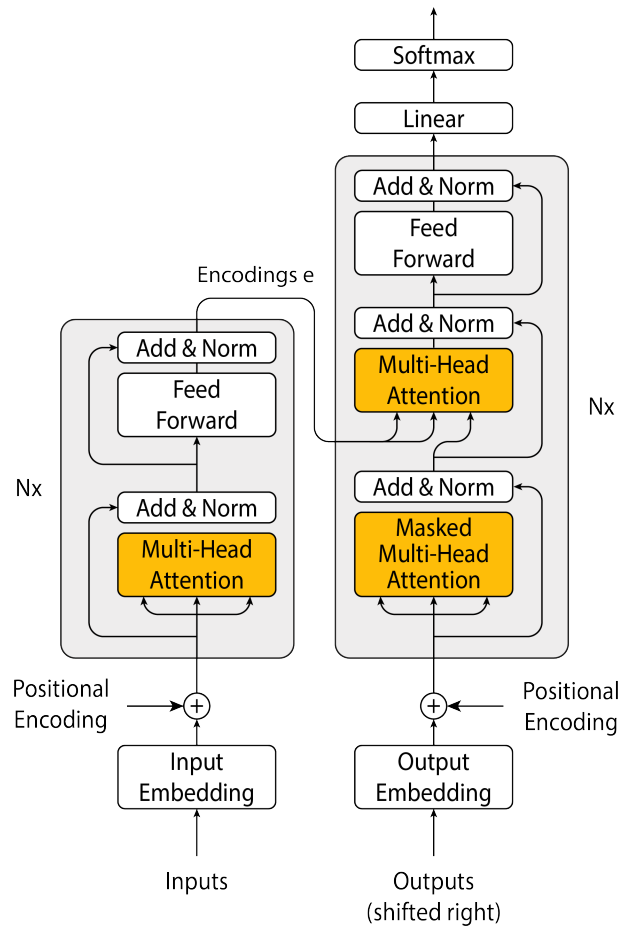 Softmax
Linear
Add & Norm
Feed
Forward
Add & Norm
Multi-Head
Attention
Nx
Add & Norm
Masked
Multi-Head
Attention
Encodings e
Add & Norm
Feed
Forward
Nx
Add & Norm
Multi-Head
Attention
Positional
Encoding
+
+
Positional
Encoding
Input
Embedding
Output
Embedding
Inputs
Outputs
(shifted right)